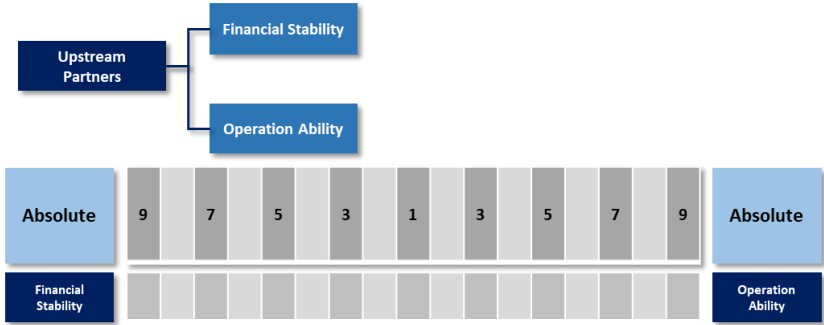 Financial Stability
Upstream
Partners
Operation Ability
Absolute 9 7 5 3 1 3 5 7 9 Absolute
Financial
Stability
Operation
Ability